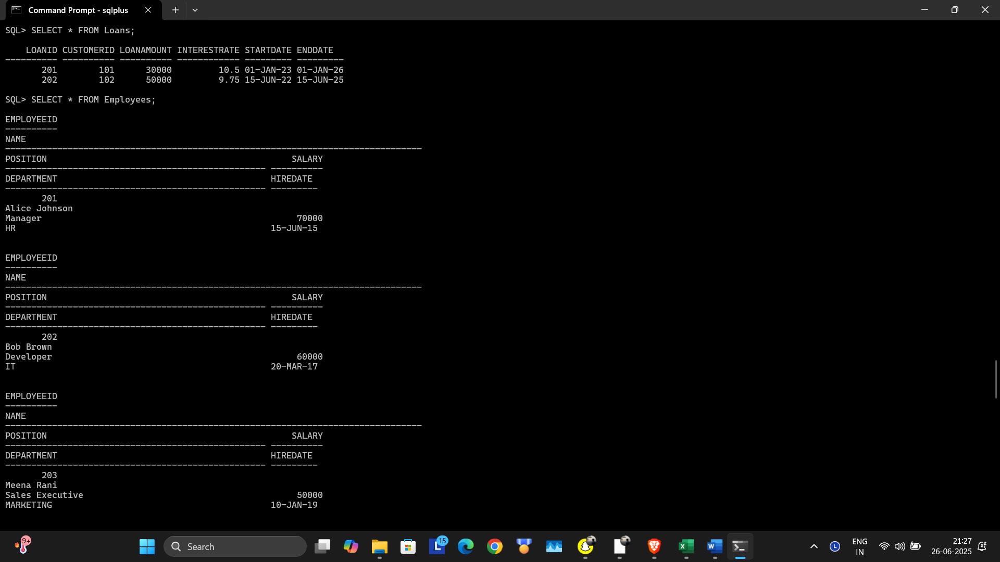 Command Prompt - sqlplus
SQL> SELECT * FROM Loans;
    LOANID CUSTOMERID LOANAMOUNT INTERESTRATE STARTDATE ENDDATE
---------- ---------- ---------- ------------ --------- ---------
       201        101      30000         10.5 01-JAN-23 01-JAN-26
       202        102      50000         9.75 15-JUN-22 15-JUN-25
SQL> SELECT * FROM Employees;
EMPLOYEEID
----------
NAME
--------------------------------------------------------------------------------
POSITION                                               SALARY
-------------------------------------------------- ----------
DEPARTMENT                                         HIREDATE
-------------------------------------------------- ---------
       201
Alice Johnson
Manager                                                 70000
HR                                                 15-JUN-15
EMPLOYEEID
----------
NAME
--------------------------------------------------------------------------------
POSITION                                               SALARY
-------------------------------------------------- ----------
DEPARTMENT                                         HIREDATE
-------------------------------------------------- ---------
       202
Bob Brown
Developer                                               60000
IT                                                 20-MAR-17
EMPLOYEEID
----------
NAME
--------------------------------------------------------------------------------
POSITION                                               SALARY
-------------------------------------------------- ----------
DEPARTMENT                                         HIREDATE
-------------------------------------------------- ---------
       203
Meena Rani
Sales Executive                                         50000
MARKETING                                          10-JAN-19
9+
Search
L 15
X
W
L
ENG
IN
21:27
26-06-2025